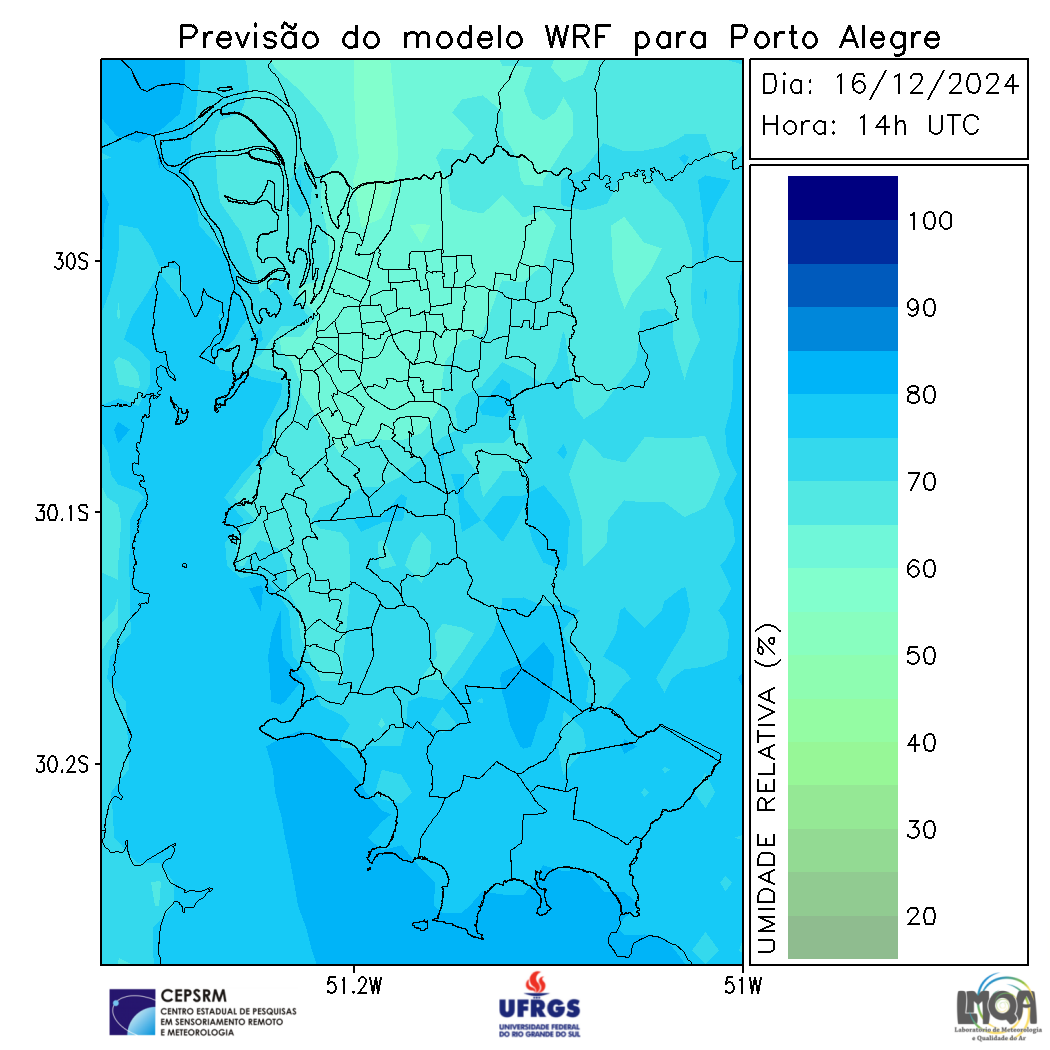 Previsão do modelo WRF para Porto Alegre
Dia: 16/12/2024
Hora: 14h UTC
100
90
80
70
60
50
40
30
20
UMIDADE RELATIVA (%)
30S
30.1S
30.2S
51.2W
51W
CEPSRM
CENTRO ESTADUAL DE PESQUISAS
EM SENSORIAMENTO REMOTO
E METEOROLOGIA
UFRGS
UNIVERSIDADE FEDERAL
DO RIO GRANDE DO SUL
LMQA
Laboratório de Meteorologia
e Qualidade do Ar